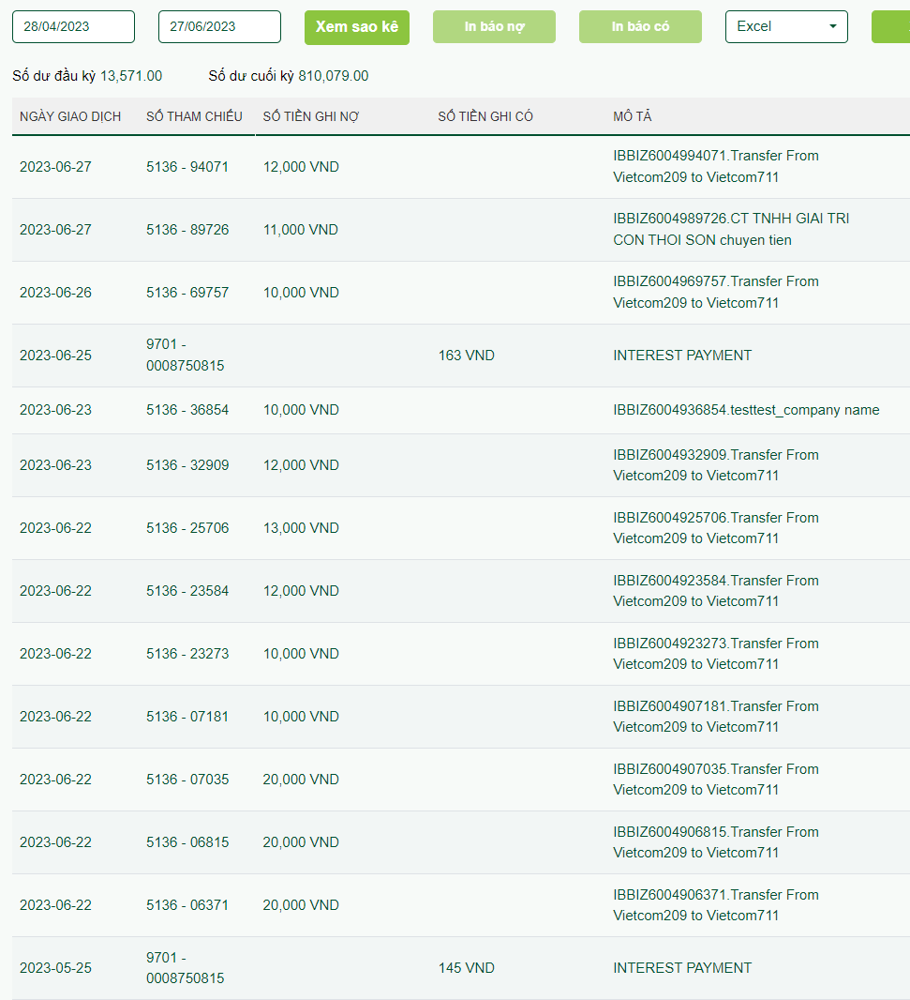 28/04/2023 27/06/2023 Xem sao kê In báo nợ In báo có Excel
Số dư đầu kỳ 13,571.00 Số dư cuối kỳ 810,079.00
NGÀY GIAO DỊCH SỐ THAM CHIẾU SỐ TIỀN GHI NỢ SỐ TIỀN GHI CÓ MÔ TẢ
2023-06-27 5136 - 94071 12,000 VND IBBIZ6004994071.Transfer From
Vietcom209 to Vietcom711
2023-06-27 5136 - 89726 11,000 VND IBBIZ6004989726.CT TNHH GIAI TRI
CON THOI SON chuyen tien
2023-06-26 5136 - 69757 10,000 VND IBBIZ6004969757.Transfer From
Vietcom209 to Vietcom711
2023-06-25 9701 -
0008750815 163 VND INTEREST PAYMENT
2023-06-23 5136 - 36854 10,000 VND IBBIZ6004936854.testtest_company name
2023-06-23 5136 - 32909 12,000 VND IBBIZ6004932909.Transfer From
Vietcom209 to Vietcom711
2023-06-22 5136 - 25706 13,000 VND IBBIZ6004925706.Transfer From
Vietcom209 to Vietcom711
2023-06-22 5136 - 23584 12,000 VND IBBIZ6004923584.Transfer From
Vietcom209 to Vietcom711
2023-06-22 5136 - 23273 10,000 VND IBBIZ6004923273.Transfer From
Vietcom209 to Vietcom711
2023-06-22 5136 - 07181 10,000 VND IBBIZ6004907181.Transfer From
Vietcom209 to Vietcom711
2023-06-22 5136 - 07035 20,000 VND IBBIZ6004907035.Transfer From
Vietcom209 to Vietcom711
2023-06-22 5136 - 06815 20,000 VND IBBIZ6004906815.Transfer From
Vietcom209 to Vietcom711
2023-06-22 5136 - 06371 20,000 VND IBBIZ6004906371.Transfer From
Vietcom209 to Vietcom711
2023-05-25 9701 -
0008750815 145 VND INTEREST PAYMENT